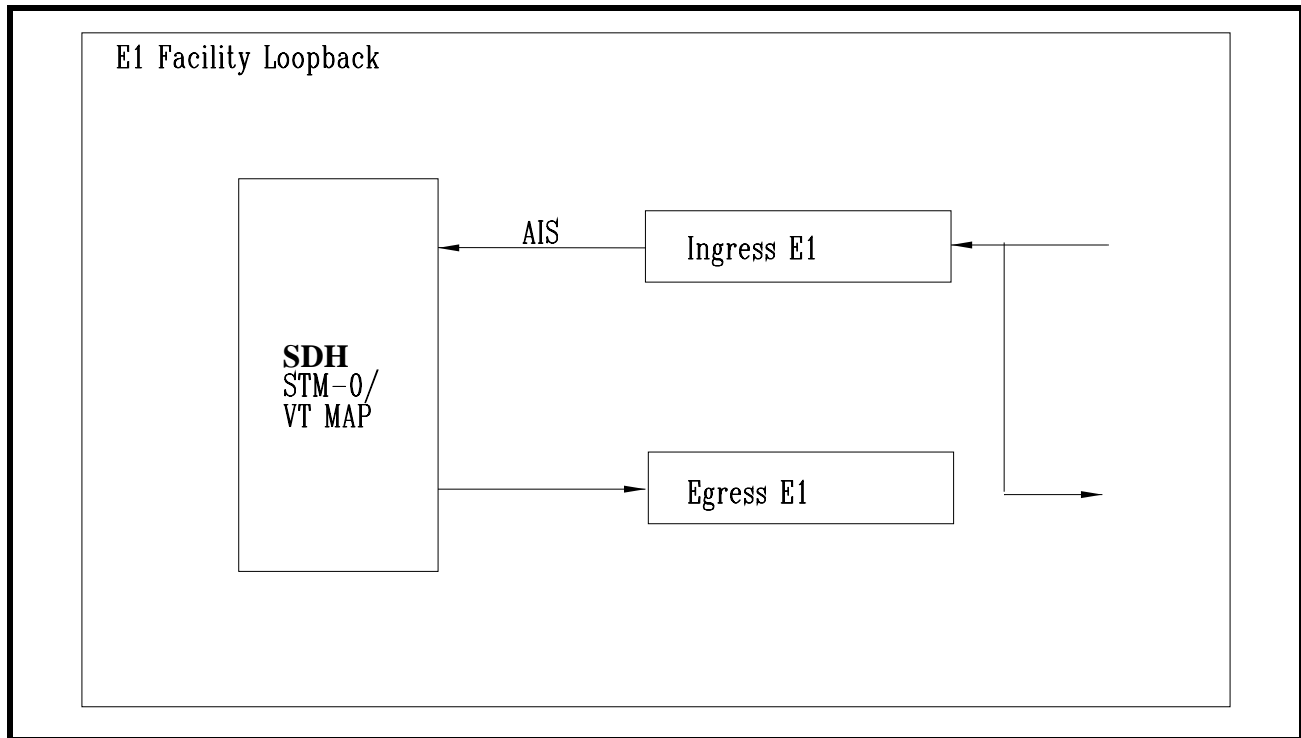 E1 Facility Loopback
AIS
Ingress E1
SDH
STM-0/
VT MAP
Egress E1